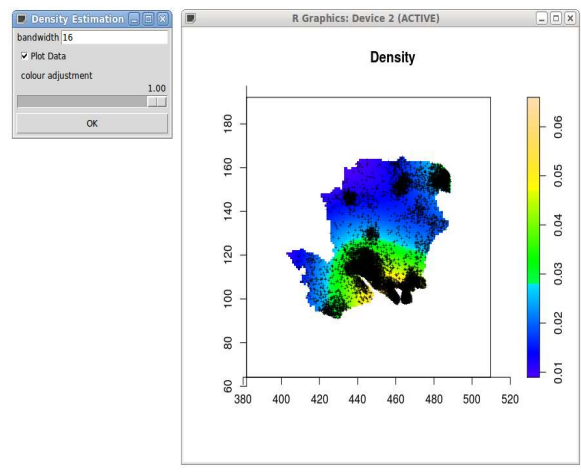 Density Estimation
bandwidth 16
Plot Data
colour adjustment
1.00
OK
R Graphics: Device 2 (ACTIVE)
Density
180
160
140
120
100
80
60
380 400 420 440 460 480 500 520
0.06
0.05
0.04
0.03
0.02
0.01